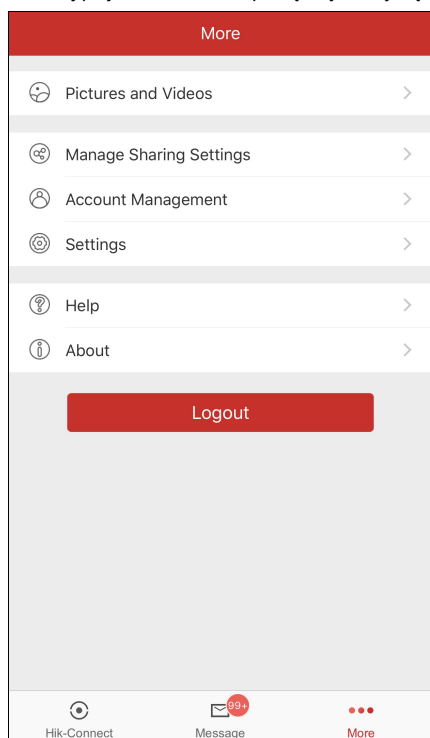 More
Pictures and Videos
Manage Sharing Settings
Account Management
Settings
Help
About
Logout
99+
Hik-Connect
Message
More